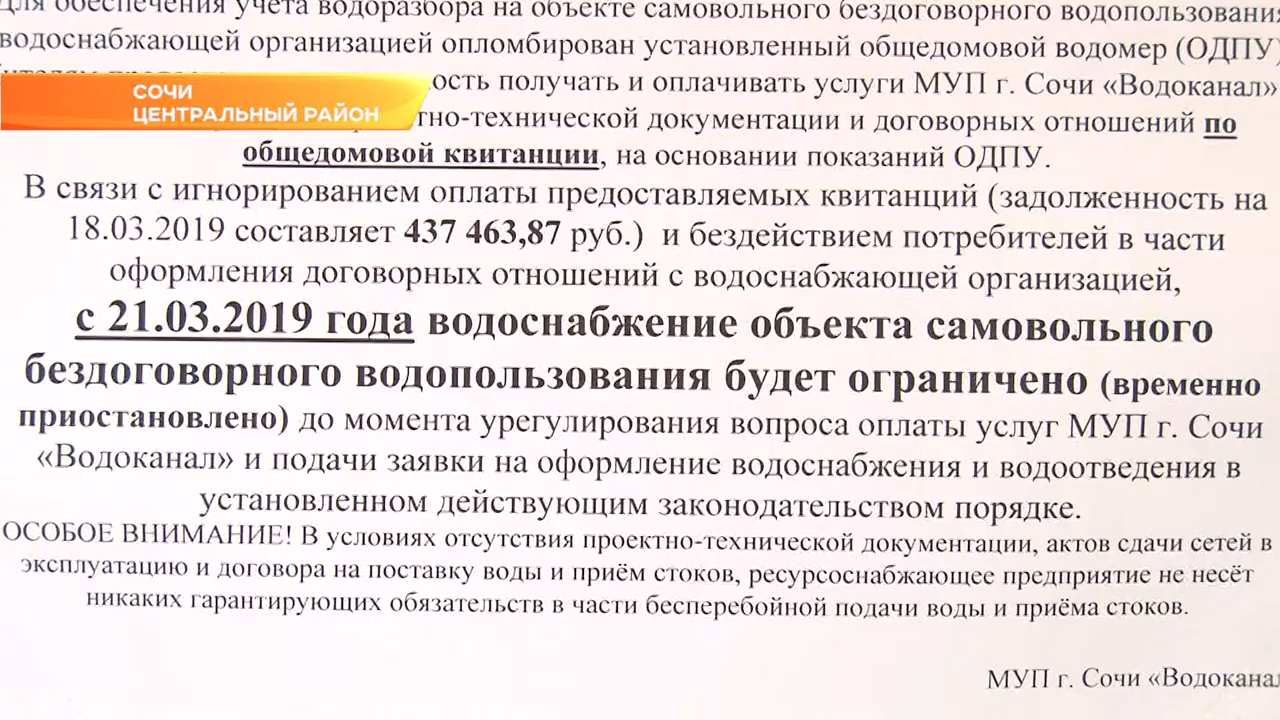 Для обеспечения учета водоразбора на объекте самовольного бездоговорного водопользования
водоснабжающей организацией опломбирован установленный общедомовой водомер (ОДПУ)
получать и оплачивать услуги МУП г. Сочи «Водоканал»
СОЧИ
ЦЕНТРАЛЬНЫЙ РАЙОН
документации и договорных отношений по
общедомовой квитанции, на основании показаний ОДПУ.
В связи с игнорированием оплаты предоставляемых квитанций (задолженность на
18.03.2019 составляет 437 463,87 руб.) и бездействием потребителей в части
оформления договорных отношений с водоснабжающей организацией,
с 21.03.2019 года водоснабжение объекта самовольного
бездоговорного водопользования будет ограничено (временно
приостановлено) до момента урегулирования вопроса оплаты услуг МУП г. Сочи
«Водоканал» и подачи заявки на оформление водоснабжения и водоотведения в
установленном действующим законодательством порядке.
ОСОБОЕ ВНИМАНИЕ! В условиях отсутствия проектно-технической документации, актов сдачи сетей в
эксплуатацию и договора на поставку воды и приём стоков, ресурсоснабжающее предприятие не несёт
никаких гарантирующих обязательств в части бесперебойной подачи воды и приёма стоков.
МУП г. Сочи «Водоканал